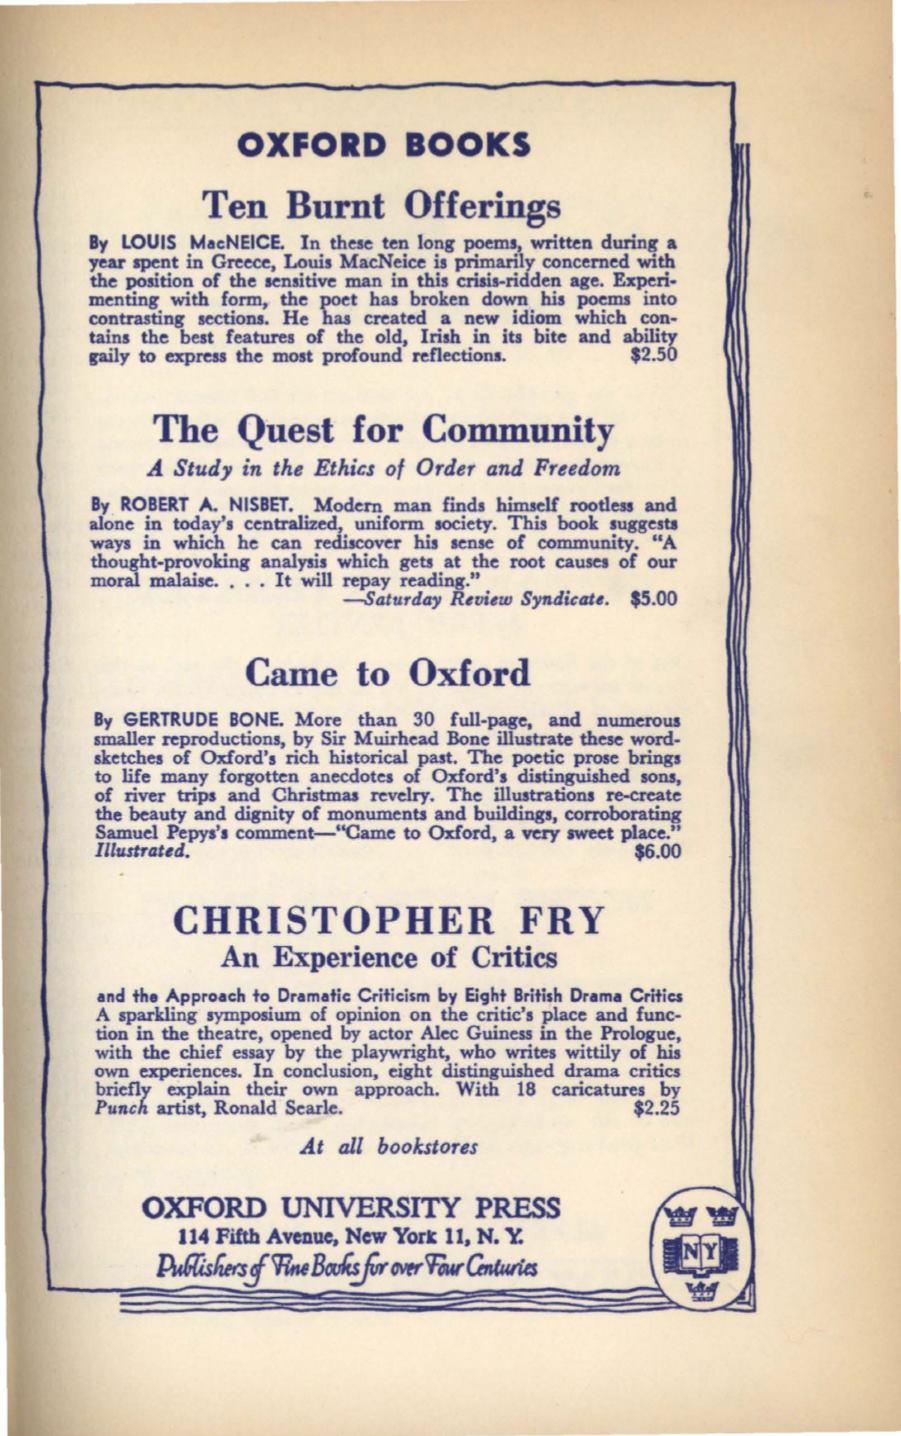 OXFORD BOOKS
Ten Burnt Offerings
By LOUIS MacNEICE. In these ten long poems, written during a
year spent in Greece, Louis MacNeice is primarily concerned with
the position of the sensitive man in this crisis-ridden age. Experi-
menting with form, the poet has broken down his poems into
contrasting sections. He has created a new idiom which con-
tains the best features of the old, Irish in its bite and ability
gaily to express the most profound reflections. $2.50
The Quest for Community
A Study in the Ethics of Order and Freedom
By ROBERT A. NISBET. Modern man finds himself rootless and
alone in today's centralized, uniform society. This book suggests
ways in which he can rediscover his sense of community. "A
thought-provoking analysis which gets at the root causes of our
moral malaise. . . . It will repay reading."
—Saturday Review Syndicate. $5.00
Came to Oxford
By GERTRUDE BONE. More than 30 full-page, and numerous
smaller reproductions, by Sir Muirhead Bone illustrate these word-
sketches of Oxford's rich historical past. The poetic prose brings
to life many forgotten anecdotes of Oxford's distinguished sons,
of river trips and Christmas revelry. The illustrations re-create
the beauty and dignity of monuments and buildings, corroborating
Samuel Pepys's comment—"Came to Oxford, a very sweet place."
Illustrated. $6.00
CHRISTOPHER FRY
An Experience of Critics
and the Approach to Dramatic Criticism by Eight British Drama Critics
A sparkling symposium of opinion on the critic's place and func-
tion in the theatre, opened by actor Alec Guiness in the Prologue,
with the chief essay by the playwright, who writes wittily of his
own experiences. In conclusion, eight distinguished drama critics
briefly explain their own approach. With 18 caricatures by
Punch artist, Ronald Searle. $2.25
At all bookstores
OXFORD UNIVERSITY PRESS
114 Fifth Avenue, New York 11, N. Y.
Publishers of Fine Books for over Four Centuries
NY